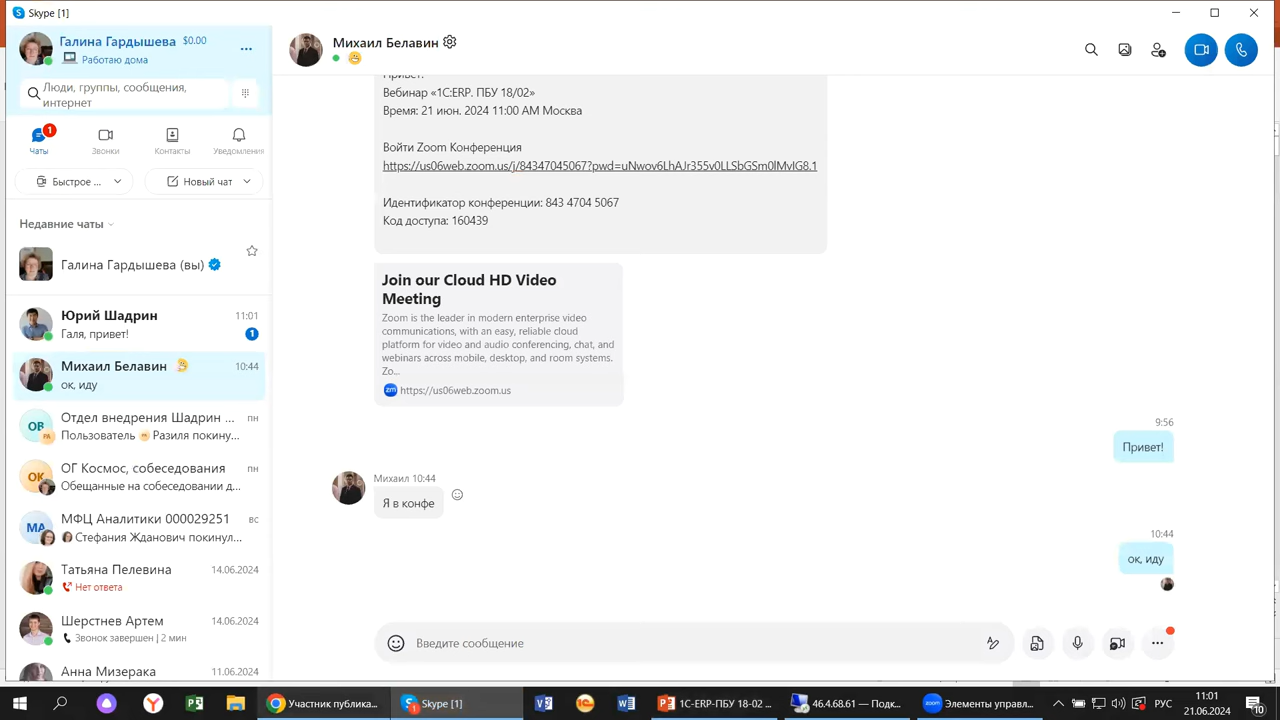 Skype [1]
Галина Гардышева $0.00
Работаю дома
Люди, группы, сообщения,
интернет
1
Чаты
Звонки
Контакты
Уведомления
Быстрое ...
Новый чат
Недавние чаты
Галина Гардышева (вы)
Юрий Шадрин 11:01
Галя, привет! 1
Михаил Белавин 10:44
ок, иду
ОВ
РА
Отдел внедрения Шадрин ... пн
Пользователь Разиля покину...
ОК
ОГ Космос, собеседования пн
Обещанные на собеседовании д...
МА
МФЦ Аналитики 000029251 вс
Стефания Жданович покинул...
Татьяна Пелевина 14.06.2024
Нет ответа
Шерстнев Артем 14.06.2024
Звонок завершен | 2 мин
Анна Мизерака 11.06.2024
Михаил Белавин
Привет!
Вебинар «1С:ERP. ПБУ 18/02»
Время: 21 июн. 2024 11:00 AM Москва
Войти Zoom Конференция
Идентификатор конференции: 843 4704 5067
Код доступа: 160439
Join our Cloud HD Video
Meeting
Zoom is the leader in modern enterprise video
communications, with an easy, reliable cloud
platform for video and audio conferencing, chat, and
webinars across mobile, desktop, and room systems.
Zo...
zm https://us06web.zoom.us
9:56
Привет!
Михаил 10:44
Я в конфе
10:44
ок, иду
Введите сообщение
Участник публика...
Skype [1]
1С-ERP-ПБУ 18-02 ...
46.4.68.61 — Подк...
Элементы управл...
РУС
11:01
21.06.2024
10